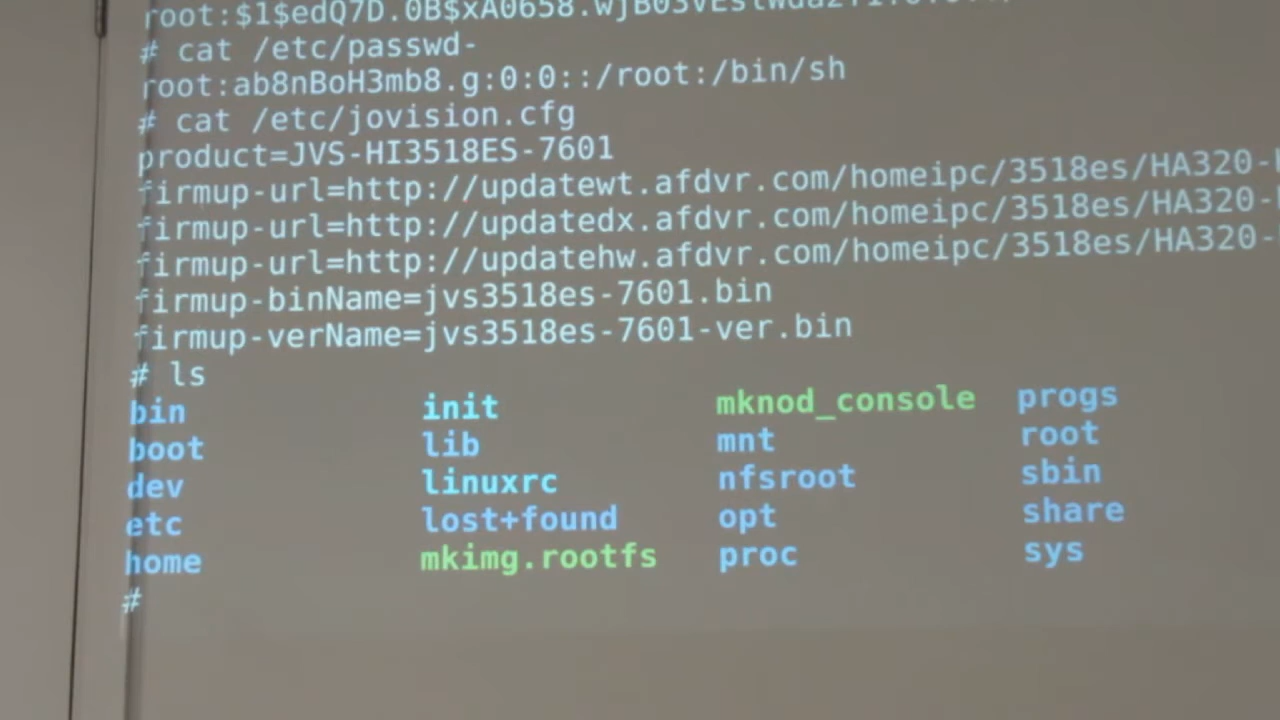 # cat /etc/passwd-
root:ab8nBoH3mb8.g:0:0::/root:/bin/sh
# cat /etc/jovision.cfg
product=JVS-HI3518ES-7601
firmup-url=http://updatewt.afdvr.com/homeipc/3518es/HA320-
firmup-url=http://updatedx.afdvr.com/homeipc/3518es/HA320-
firmup-url=http://updatehw.afdvr.com/homeipc/3518es/HA320-
firmup-binName=jvs3518es-7601.bin
firmup-verName=jvs3518es-7601-ver.bin
# ls
bin init mknod_console progs
boot lib mnt root
dev linuxrc nfsroot sbin
etc lost+found opt share
home mkimg.rootfs proc sys
#